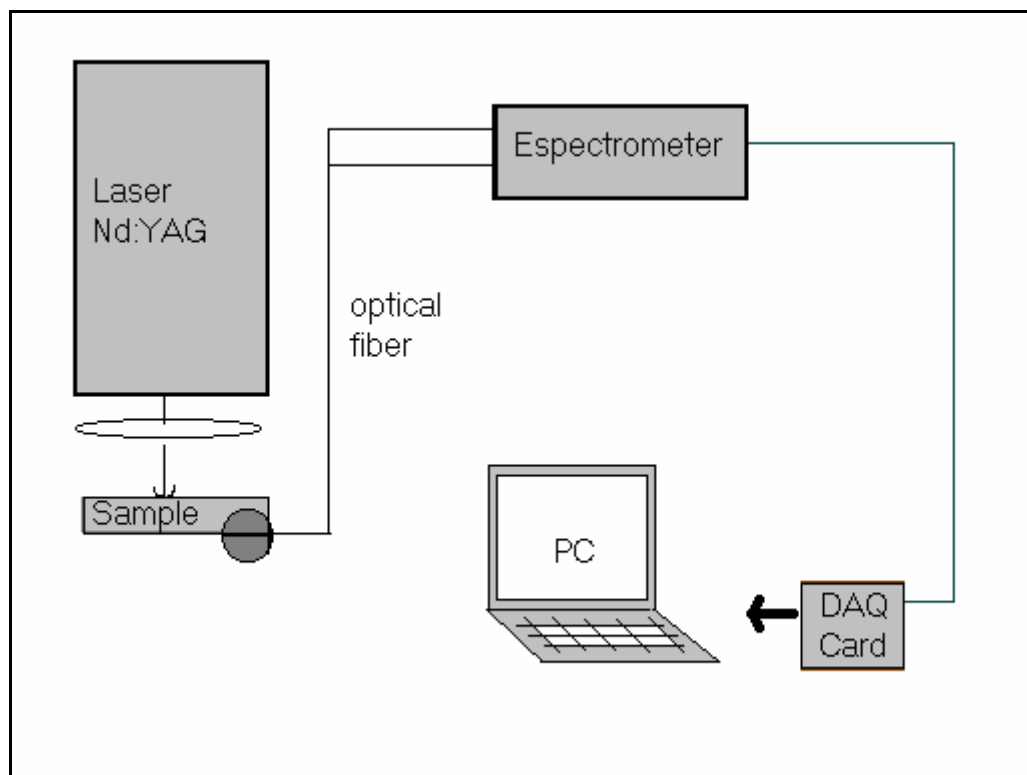 Laser
Nd:YAG
Espectrometer
optical
fiber
Sample
PC
DAQ
Card